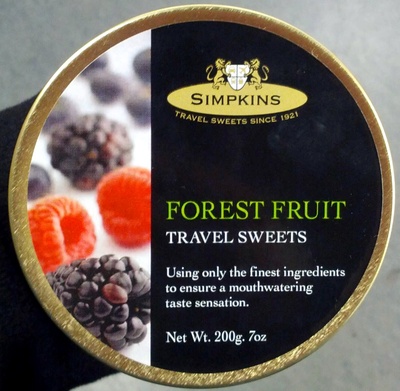 SIMPKINS
TRAVEL SWEETS SINCE 1921
FOREST FRUIT
TRAVEL SWEETS
Using only the finest ingredients
to ensure a mouthwatering
taste sensation.
Net Wt. 200g. 7oz